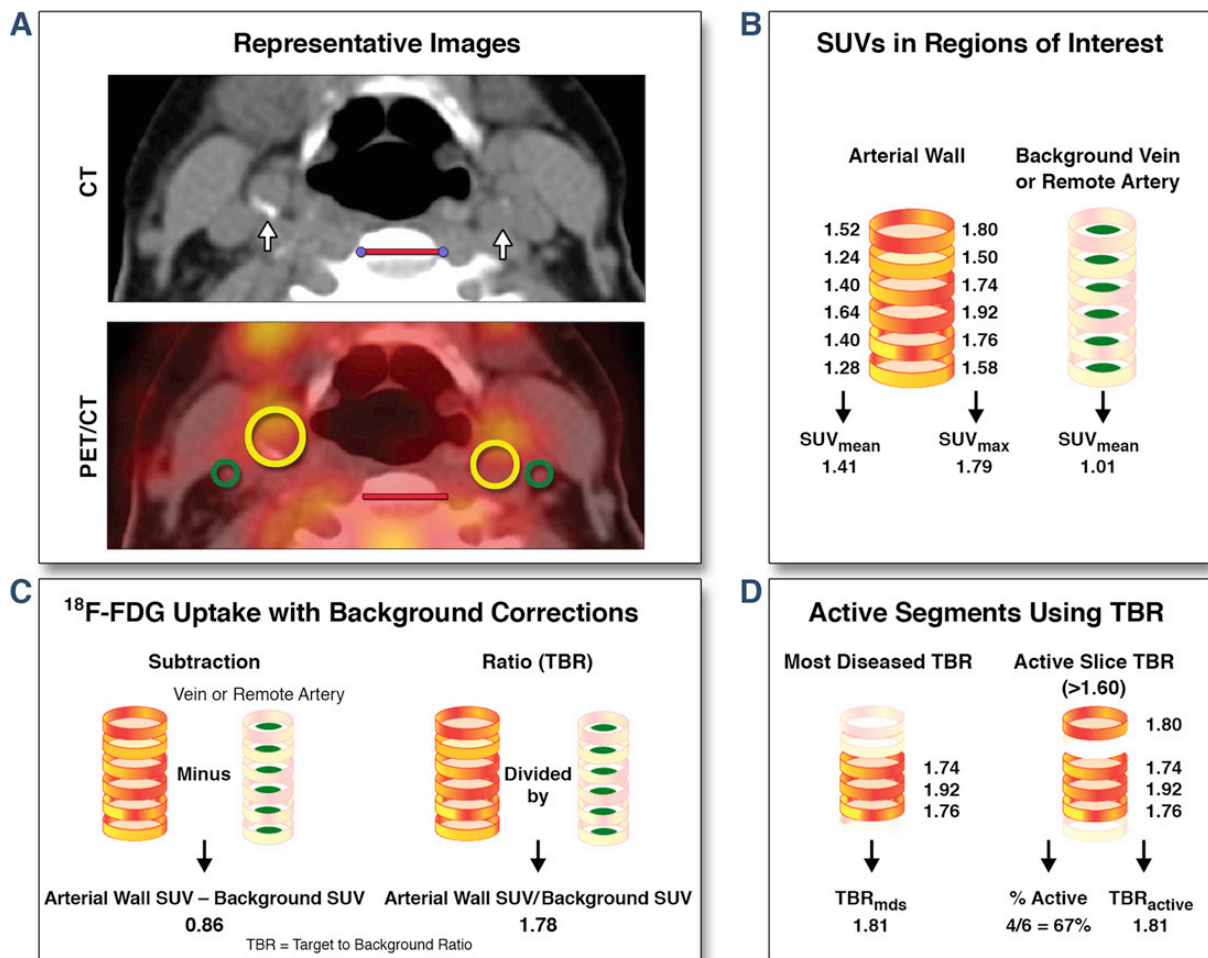 A
Representative Images
CT
PET/CT
B
SUVs in Regions of Interest
Arterial Wall
Background Vein
or Remote Artery
1.52
1.24
1.40
1.64
1.40
1.28
1.80
1.50
1.74
1.92
1.76
1.58
SUVmean
1.41
SUVmax
1.79
SUVmean
1.01
C
18F-FDG Uptake with Background Corrections
Subtraction
Vein or Remote Artery
Minus
Arterial Wall SUV – Background SUV
0.86
Ratio (TBR)
Divided
by
Arterial Wall SUV/Background SUV
1.78
TBR = Target to Background Ratio
D
Active Segments Using TBR
Most Diseased TBR
1.74
1.92
1.76
TBRmds
1.81
Active Slice TBR
(>1.60)
1.80
1.74
1.92
1.76
% Active
4/6 = 67%
TBRactive
1.81